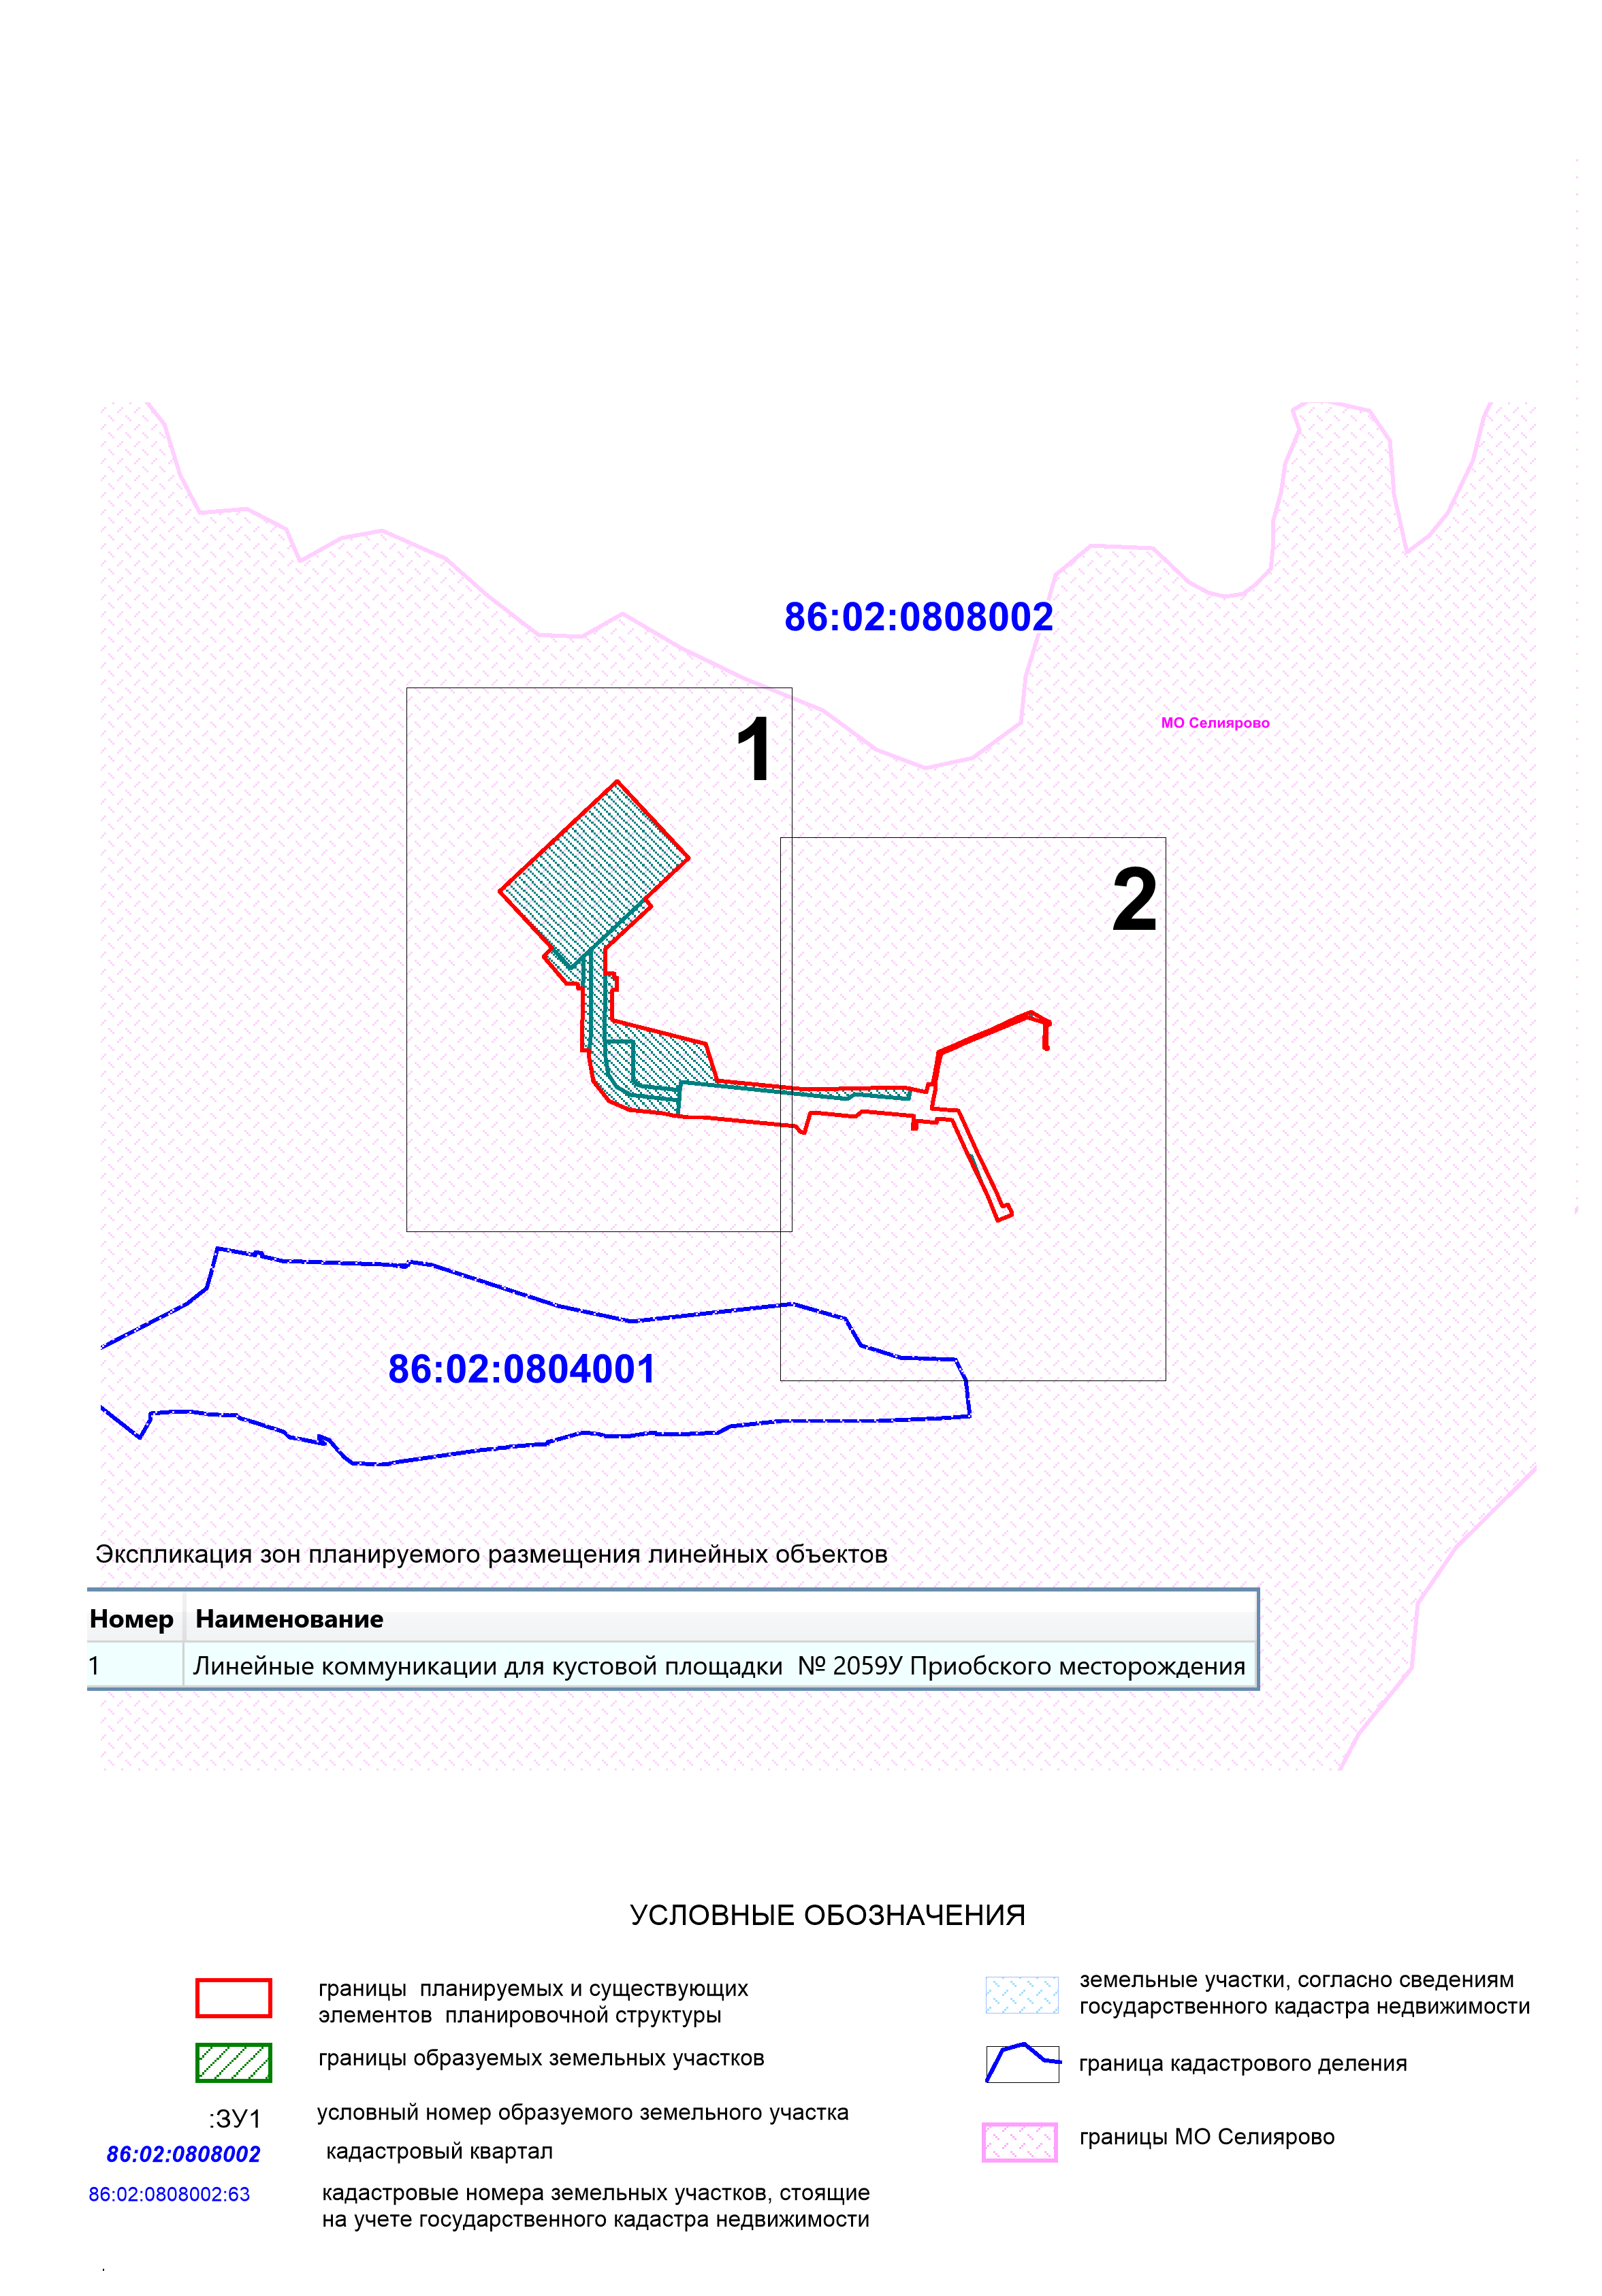 86:02:0808002
МО Селиярово
1
2
86:02:0804001
Экспликация зон планируемого размещения линейных объектов
Номер Наименование
1 Линейные коммуникации для кустовой площадки № 2059У Приобского месторождения
УСЛОВНЫЕ ОБОЗНАЧЕНИЯ
границы планируемых и существующих
элементов планировочной структуры
границы образуемых земельных участков
:ЗУ1 условный номер образуемого земельного участка
86:02:0808002 кадастровый квартал
86:02:0808002:63 кадастровые номера земельных участков, стоящие
на учете государственного кадастра недвижимости
земельные участки, согласно сведениям
государственного кадастра недвижимости
граница кадастрового деления
границы МО Селиярово